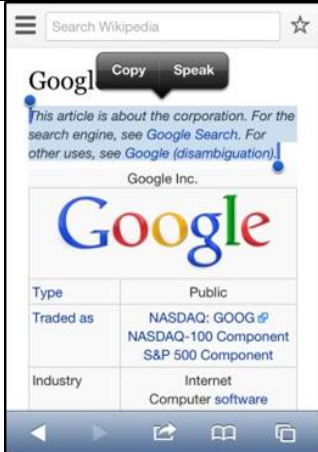 Search Wikipedia
Copy Speak
Googl
This article is about the corporation. For the
search engine, see Google Search. For
other uses, see Google (disambiguation).
Google Inc.
Google
Type Public
Traded as NASDAQ: GOOG
NASDAQ-100 Component
S&P 500 Component
Industry Internet
Computer software